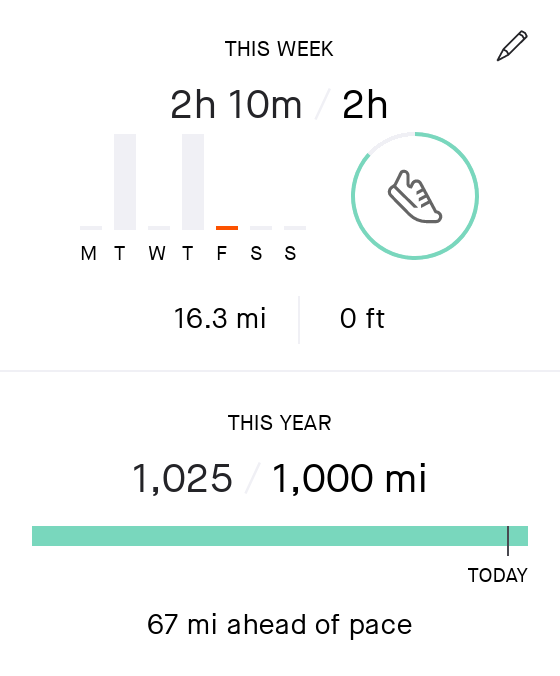 THIS WEEK
2h 10m / 2h
M T W T F S S
16.3 mi 0 ft
THIS YEAR
1,025 / 1,000 mi
TODAY
67 mi ahead of pace